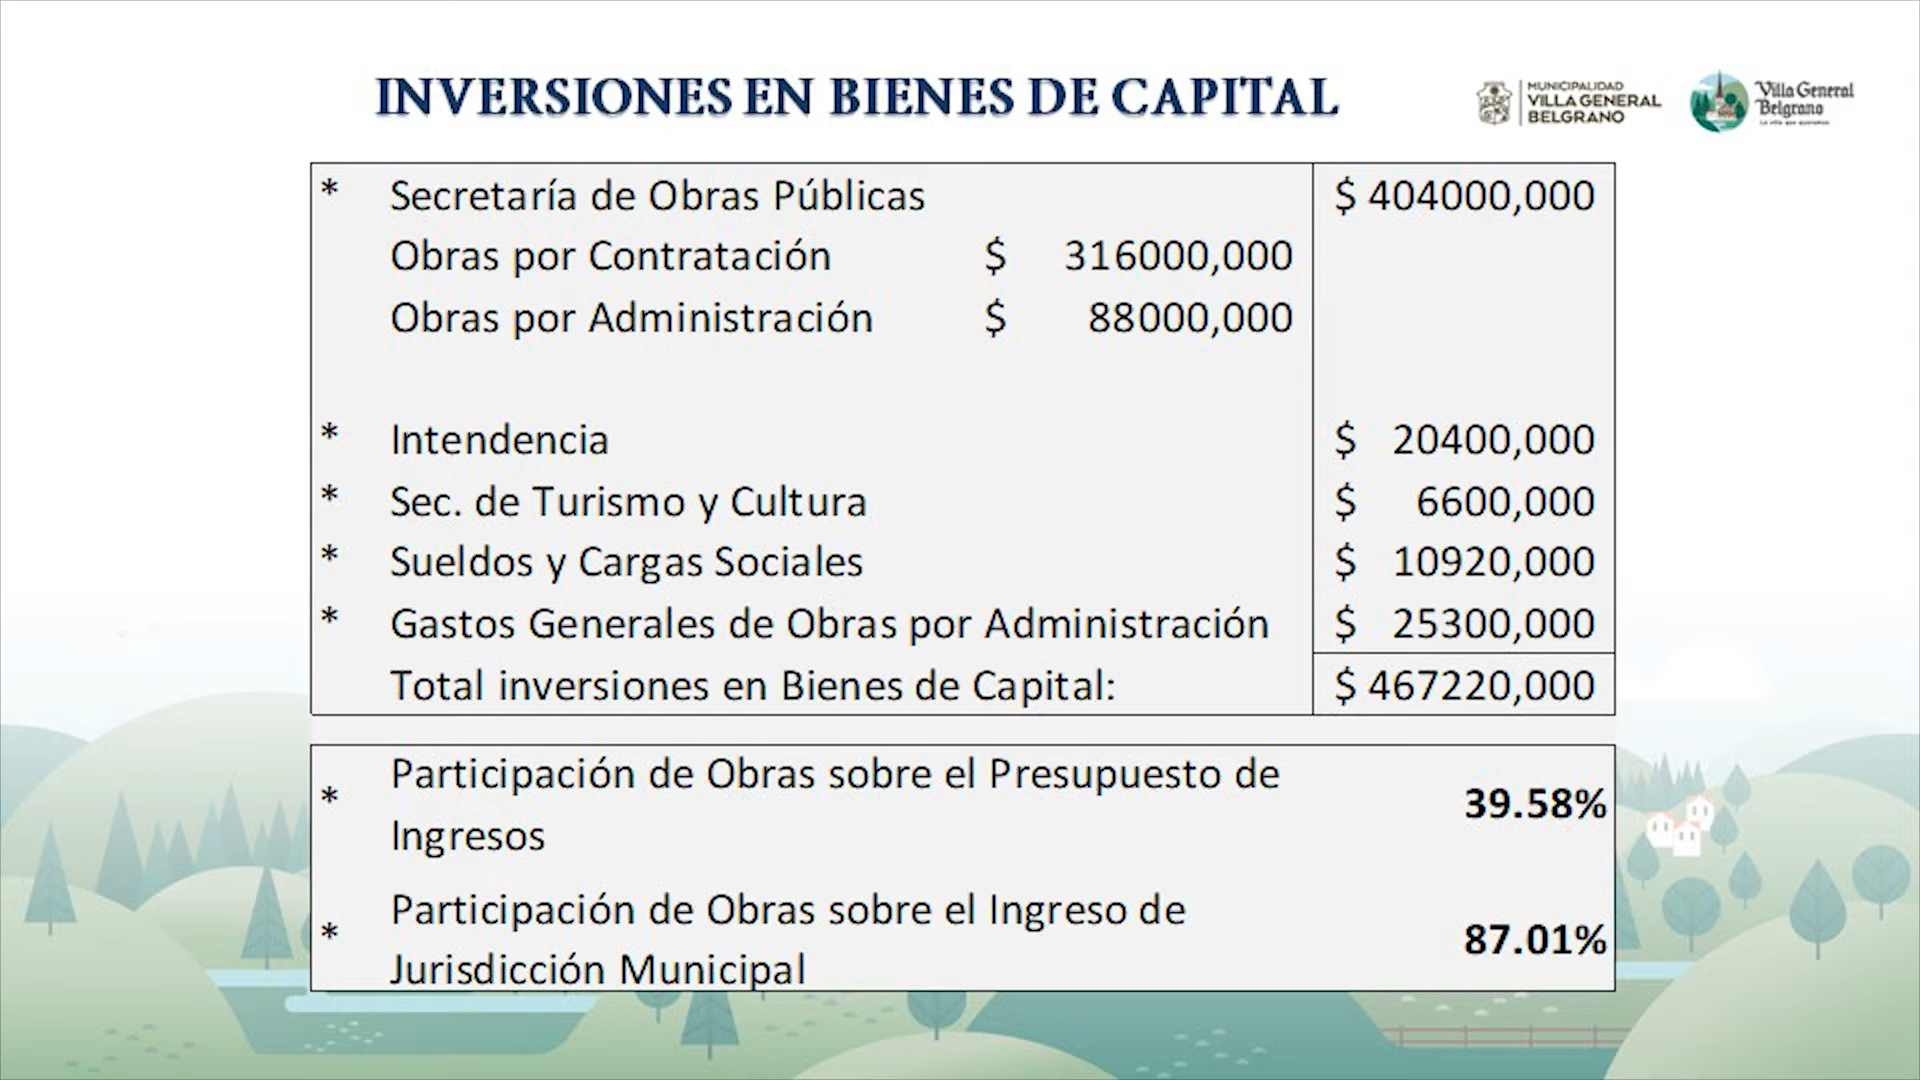 INVERSIONES EN BIENES DE CAPITAL
MUNICIPALIDAD
VILLA GENERAL
BELGRANO
Villa General
Belgrano
* Secretaría de Obras Públicas $ 404000,000
Obras por Contratación $ 316000,000
Obras por Administración $ 88000,000
* Intendencia $ 20400,000
* Sec. de Turismo y Cultura $ 6600,000
* Sueldos y Cargas Sociales $ 10920,000
* Gastos Generales de Obras por Administración $ 25300,000
Total inversiones en Bienes de Capital: $ 467220,000
* Participación de Obras sobre el Presupuesto de
Ingresos 39.58%
* Participación de Obras sobre el Ingreso de
Jurisdicción Municipal 87.01%